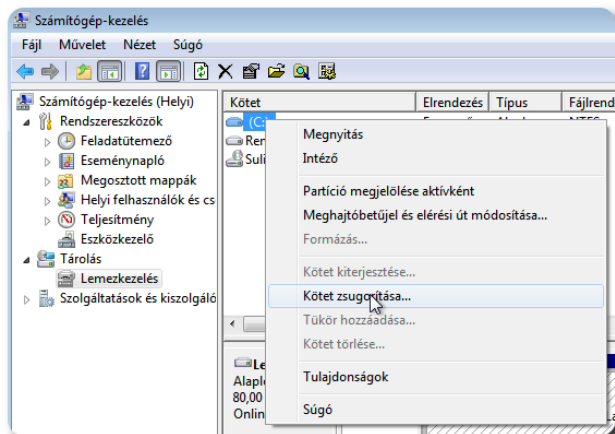 Számítógép-kezelés
Fájl Művelet Nézet Súgó
Számítógép-kezelés (Helyi)
Rendszereszközök
Feladatütemező
Eseménynapló
Megosztott mappák
Helyi felhasználók és cs
Teljesítmény
Eszközkezelő
Tárolás
Lemezkezelés
Szolgáltatások és kiszolgáló
Kötet Elrendezés Típus Fájlrend
(C:)
Ren
Suli
Megnyitás
Intéző
Partíció megjelölése aktívként
Meghajtóbetűjel és elérési út módosítása...
Formázás...
Kötet kiterjesztése...
Kötet zsugorítása...
Tükör hozzáadása...
Kötet törlése...
Tulajdonságok
Súgó
Le
Alaple
80,00
Onlin